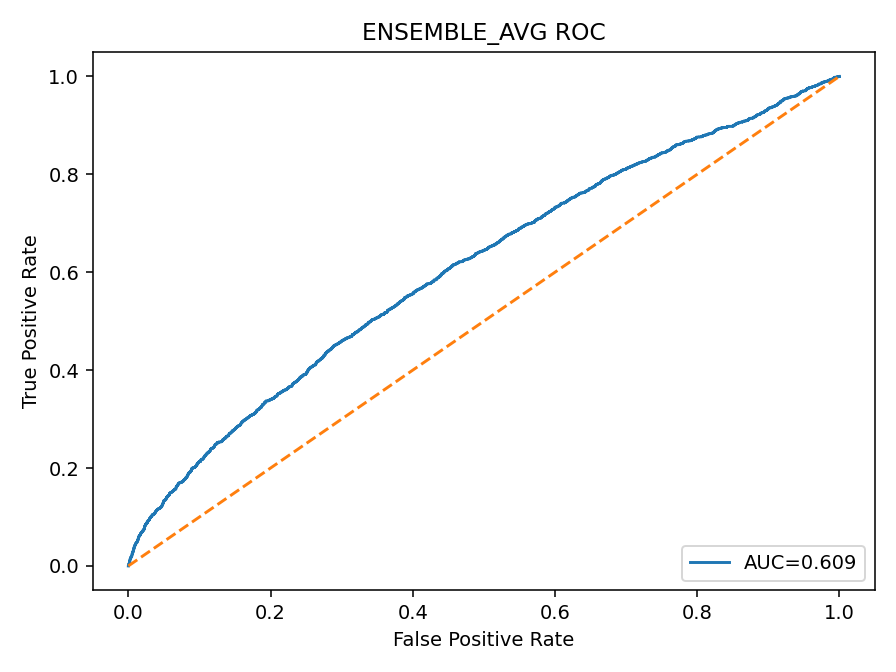 ENSEMBLE_AVG ROC
True Positive Rate
1.0
0.8
0.6
0.4
0.2
0.0
AUC=0.609
0.0 0.2 0.4 0.6 0.8 1.0
False Positive Rate